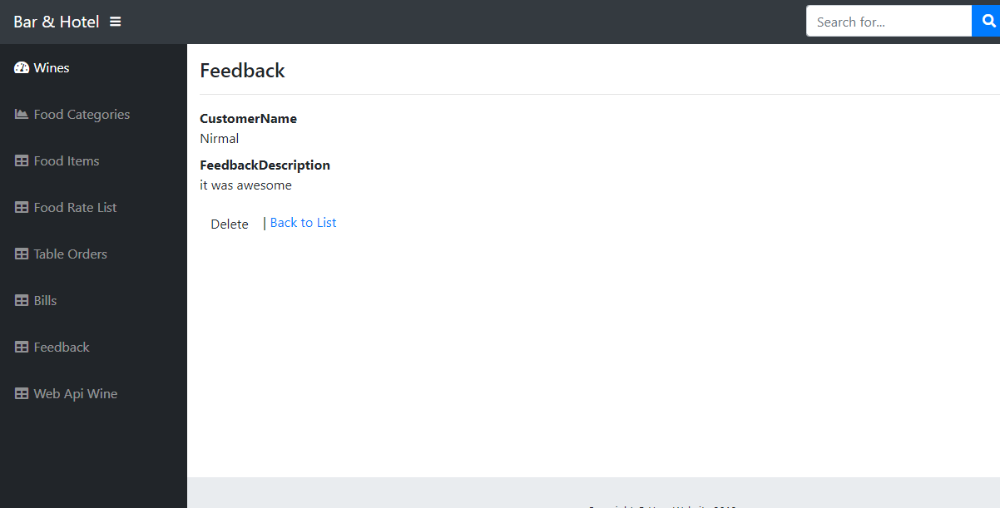 Bar & Hotel
Search for...
Wines
Food Categories
Food Items
Food Rate List
Table Orders
Bills
Feedback
Web Api Wine
Feedback
CustomerName
Nirmal
FeedbackDescription
it was awesome
Delete | Back to List